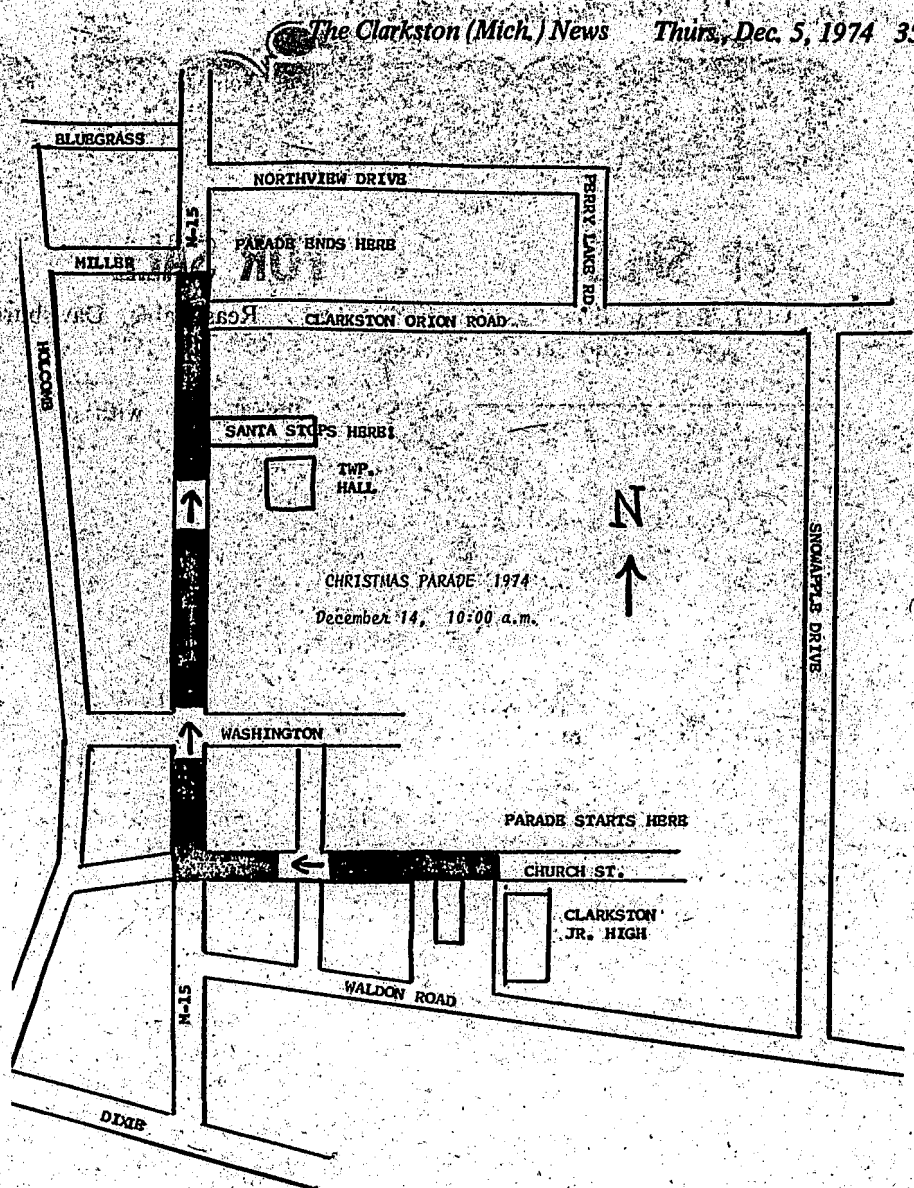 The Clarkston (Mich.) News Thurs., Dec. 5, 1974 35
BLUEGRASS
NORTHVIEW DRIVE
PERRY LAKE RD.
M-15
PARADE ENDS HERE
MILLER
CLARKSTON ORION ROAD
HOLCOMB
SANTA STOPS HERE!
TWP.
HALL
N
SNOWAPPLE DRIVE
CHRISTMAS PARADE 1974
December 14, 10:00 a.m.
WASHINGTON
PARADE STARTS HERE
CHURCH ST.
CLARKSTON
JR. HIGH
WALDON ROAD
M-15
DIXIE